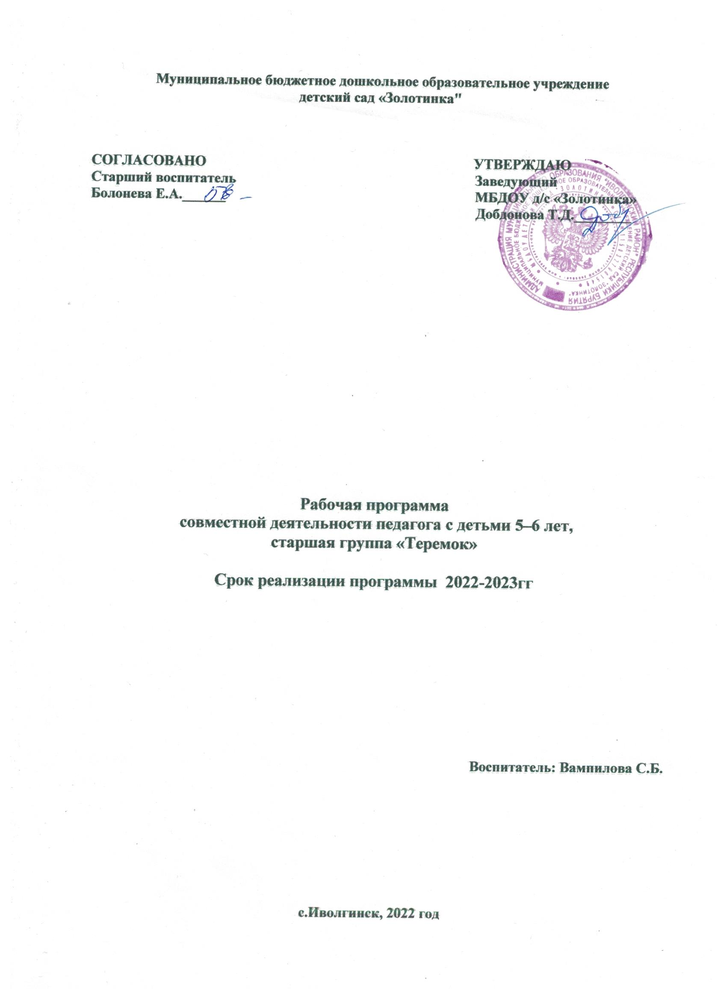 Муниципальное бюджетное дошкольное образовательное учреждение
детский сад «Золотинка"
СОГЛАСОВАНО
Старший воспитатель
Болонева Е.А.______
УТВЕРЖДАЮ
Заведующий
МБДОУ д/с «Золотинка»
Добдонова Т.Д.________
АДМИНИСТРАЦИЯ МУНИЦИПАЛЬНОГО ОБРАЗОВАНИЯ "ИВОЛГИНСКИЙ РАЙОН" РЕСПУБЛИКИ БУРЯТИЯ
МУНИЦИПАЛЬНОЕ БЮДЖЕТНОЕ ДОШКОЛЬНОЕ ОБРАЗОВАТЕЛЬНОЕ УЧРЕЖДЕНИЕ ДЕТСКИЙ САД "ЗОЛОТИНКА"
Рабочая программа
совместной деятельности педагога с детьми 5–6 лет,
старшая группа «Теремок»
Срок реализации программы 2022-2023гг
Воспитатель: Вампилова С.Б.
с.Иволгинск, 2022 год